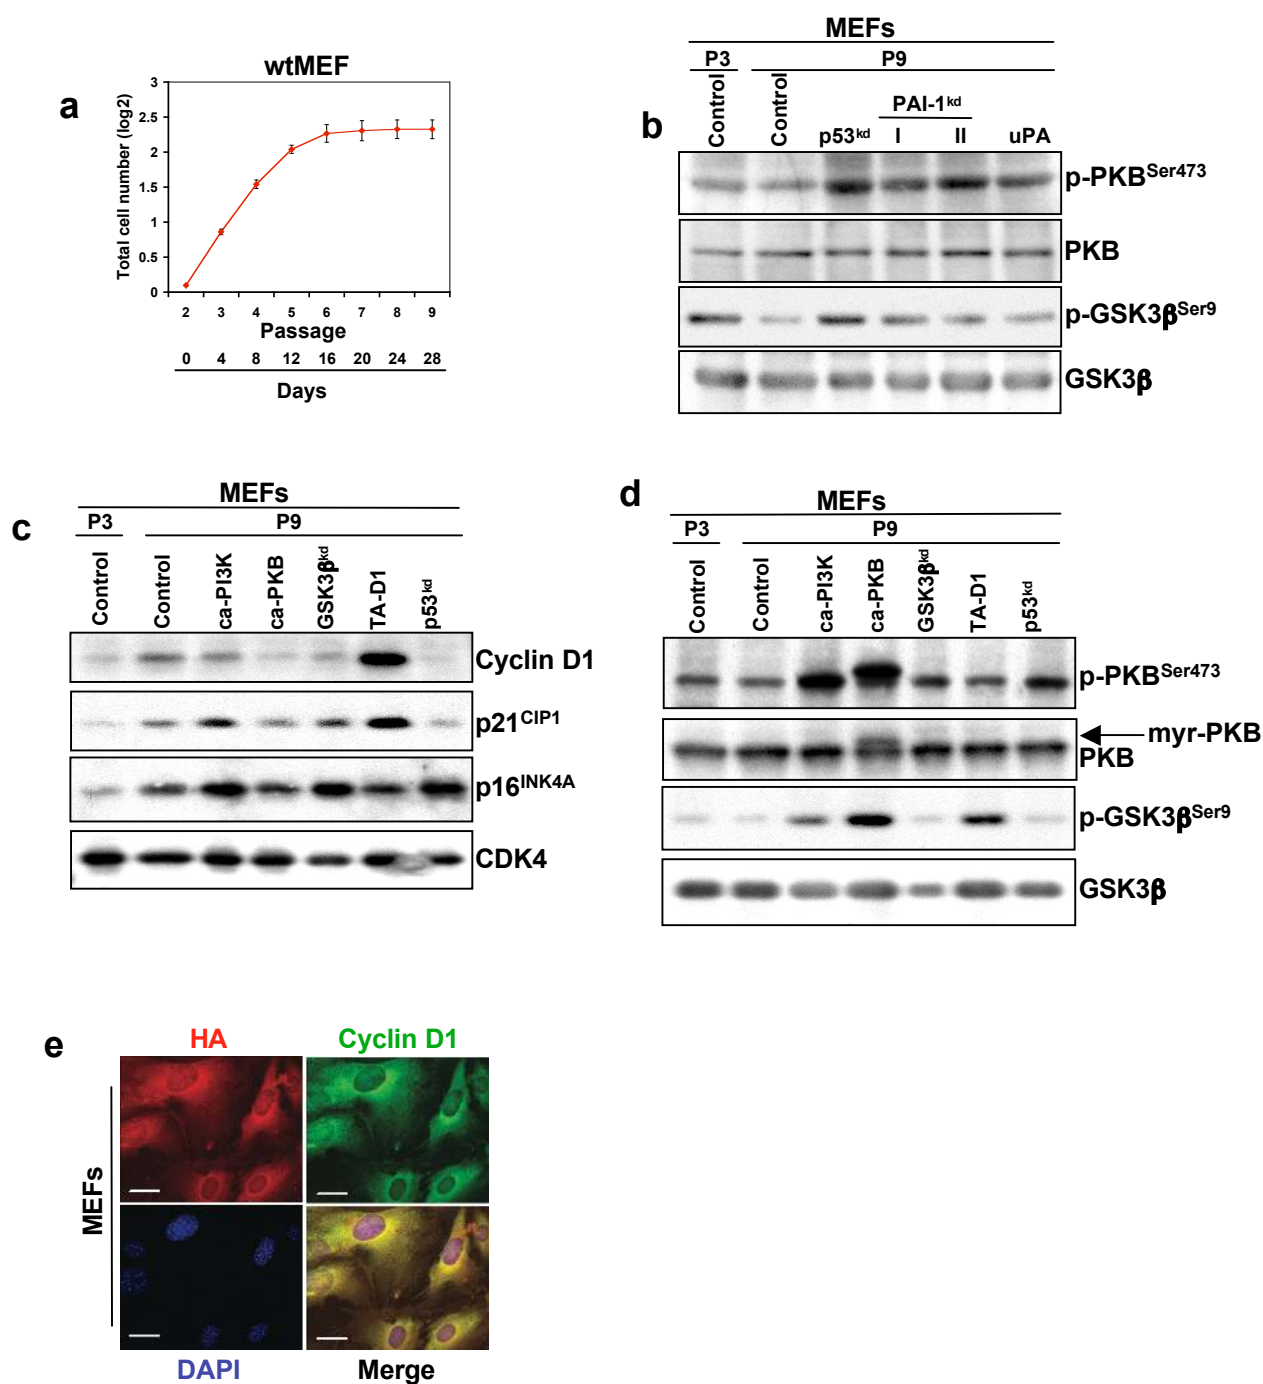 a
wtMEF
Total cell number (log2)
3
2.5
2
1.5
1
0.5
0
2 3 4 5 6 7 8 9
Passage
0 4 8 12 16 20 24 28
Days
b
MEFs
P3 P9
Control Control p53kd PAI-1kd I II uPA
p-PKBSer473
PKB
p-GSK3βSer9
GSK3β
c
MEFs
P3 P9
Control Control ca-PI3K ca-PKB GSK3βkd TA-D1 p53kd
Cyclin D1
p21CIP1
p16INK4A
CDK4
d
MEFs
P3 P9
Control Control ca-PI3K ca-PKB GSK3βkd TA-D1 p53kd
p-PKBSer473
myr-PKB
PKB
p-GSK3βSer9
GSK3β
e
HA Cyclin D1
MEFs
DAPI Merge